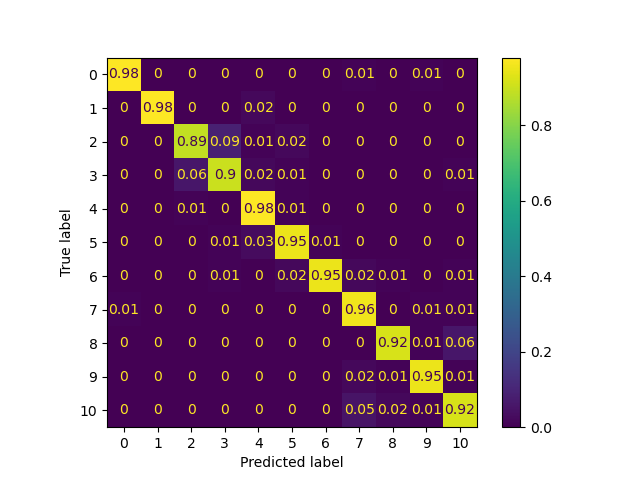 0 0.98 0 0 0 0 0 0 0.01 0 0.01 0
1 0 0.98 0 0 0.02 0 0 0 0 0 0
2 0 0 0.89 0.09 0.01 0.02 0 0 0 0 0
3 0 0 0.06 0.9 0.02 0.01 0 0 0 0 0.01
4 0 0 0.01 0 0.98 0.01 0 0 0 0 0
5 0 0 0 0.01 0.03 0.95 0.01 0 0 0 0
6 0 0 0 0.01 0 0.02 0.95 0.02 0.01 0 0.01
7 0.01 0 0 0 0 0 0 0.96 0 0.01 0.01
8 0 0 0 0 0 0 0 0 0.92 0.01 0.06
9 0 0 0 0 0 0 0 0.02 0.01 0.95 0.01
10 0 0 0 0 0 0 0 0.05 0.02 0.01 0.92
0 1 2 3 4 5 6 7 8 9 10
Predicted label
True label
0.8
0.6
0.4
0.2
0.0